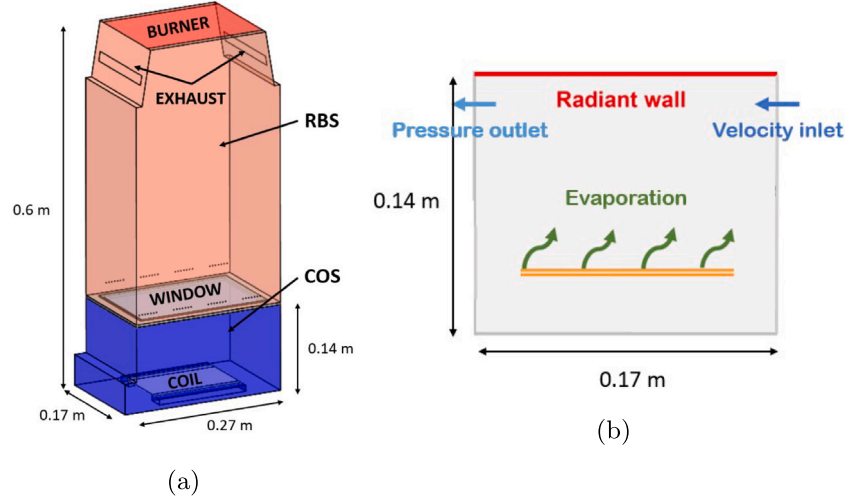 BURNER
EXHAUST
RBS
0.6 m
COS
WINDOW
0.14 m
COIL
0.17 m
0.27 m
(a)
Radiant wall
Pressure outlet
Velocity inlet
0.14 m
Evaporation
0.17 m
(b)